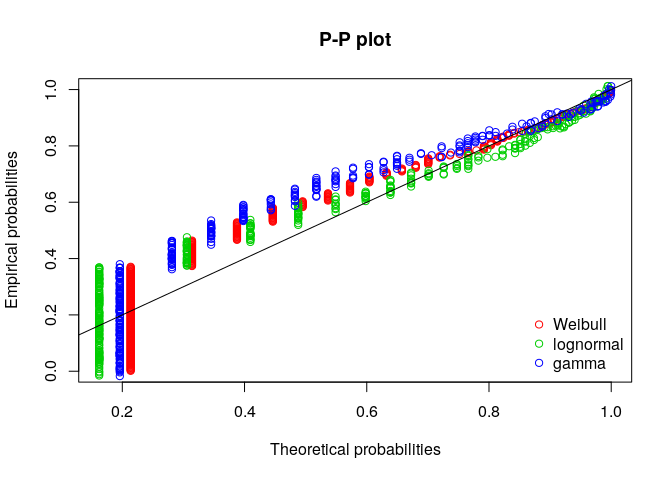 P-P plot
Empirical probabilities
0.0
0.2
0.4
0.6
0.8
1.0
Weibull
lognormal
gamma
0.2
0.4
0.6
0.8
1.0
Theoretical probabilities